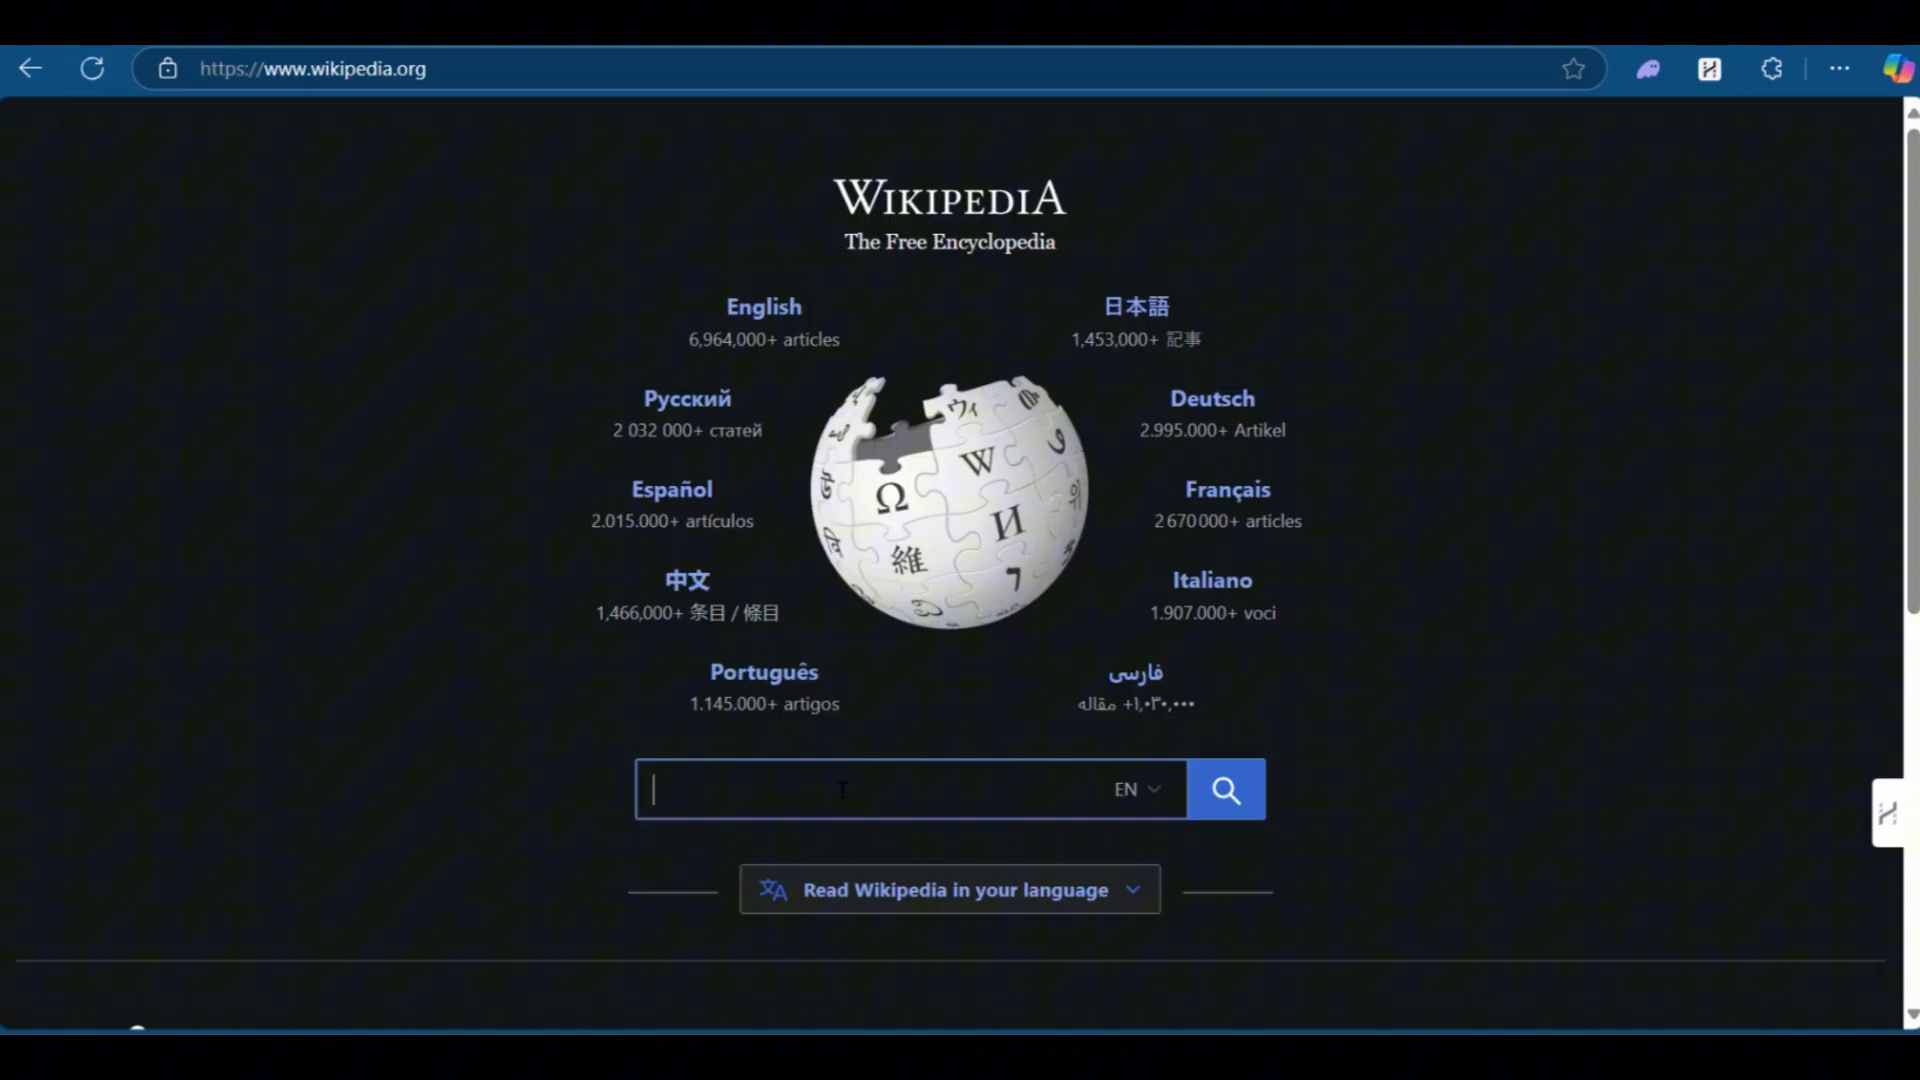 https://www.wikipedia.org
WIKIPEDIA
The Free Encyclopedia
English
6,964,000+ articles
日本語
1,453,000+ 記事
Русский
2 032 000+ статей
Deutsch
2.995.000+ Artikel
Español
2.015.000+ artículos
Français
2 670 000+ articles
中文
1,466,000+ 条目 / 條目
Italiano
1.907.000+ voci
Português
1.145.000+ artigos
فارسی
۱٬۰۳۰٬۰۰۰+ مقاله
Ω
W
И
維
ウィ
EN
Read Wikipedia in your language